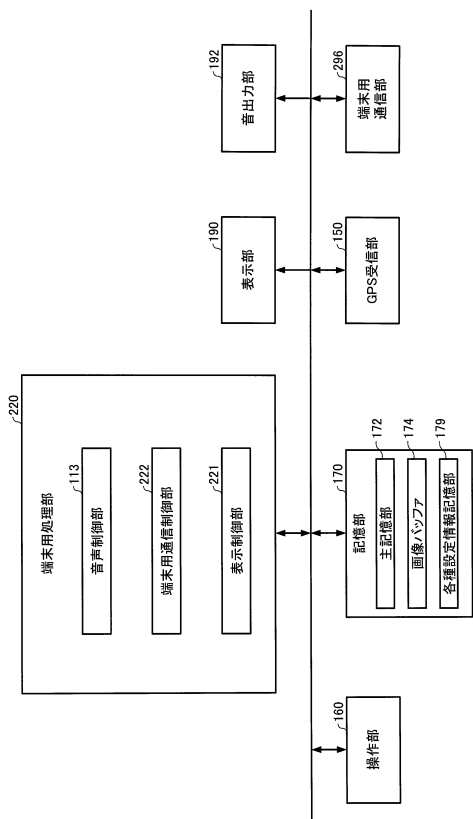 220
端末用処理部
113
音声制御部
222
端末用通信制御部
221
表示制御部
190
表示部
192
音出力部
160
操作部
170
記憶部
172
主記憶部
174
画像バッファ
179
各種設定情報記憶部
150
GPS受信部
296
端末用
通信部